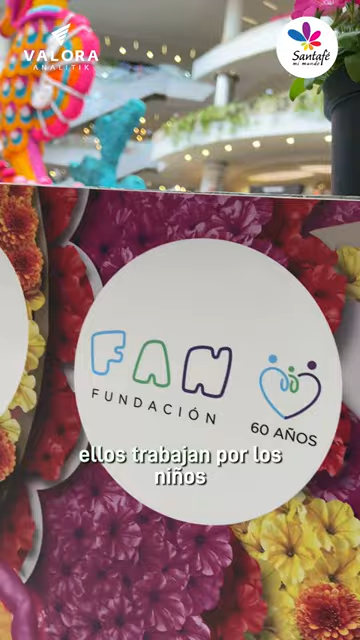 VALORA
ANALITIK
Santafé
mi mundo
FAN
FUNDACIÓN
60 AÑOS
ellos trabajan por los
niños